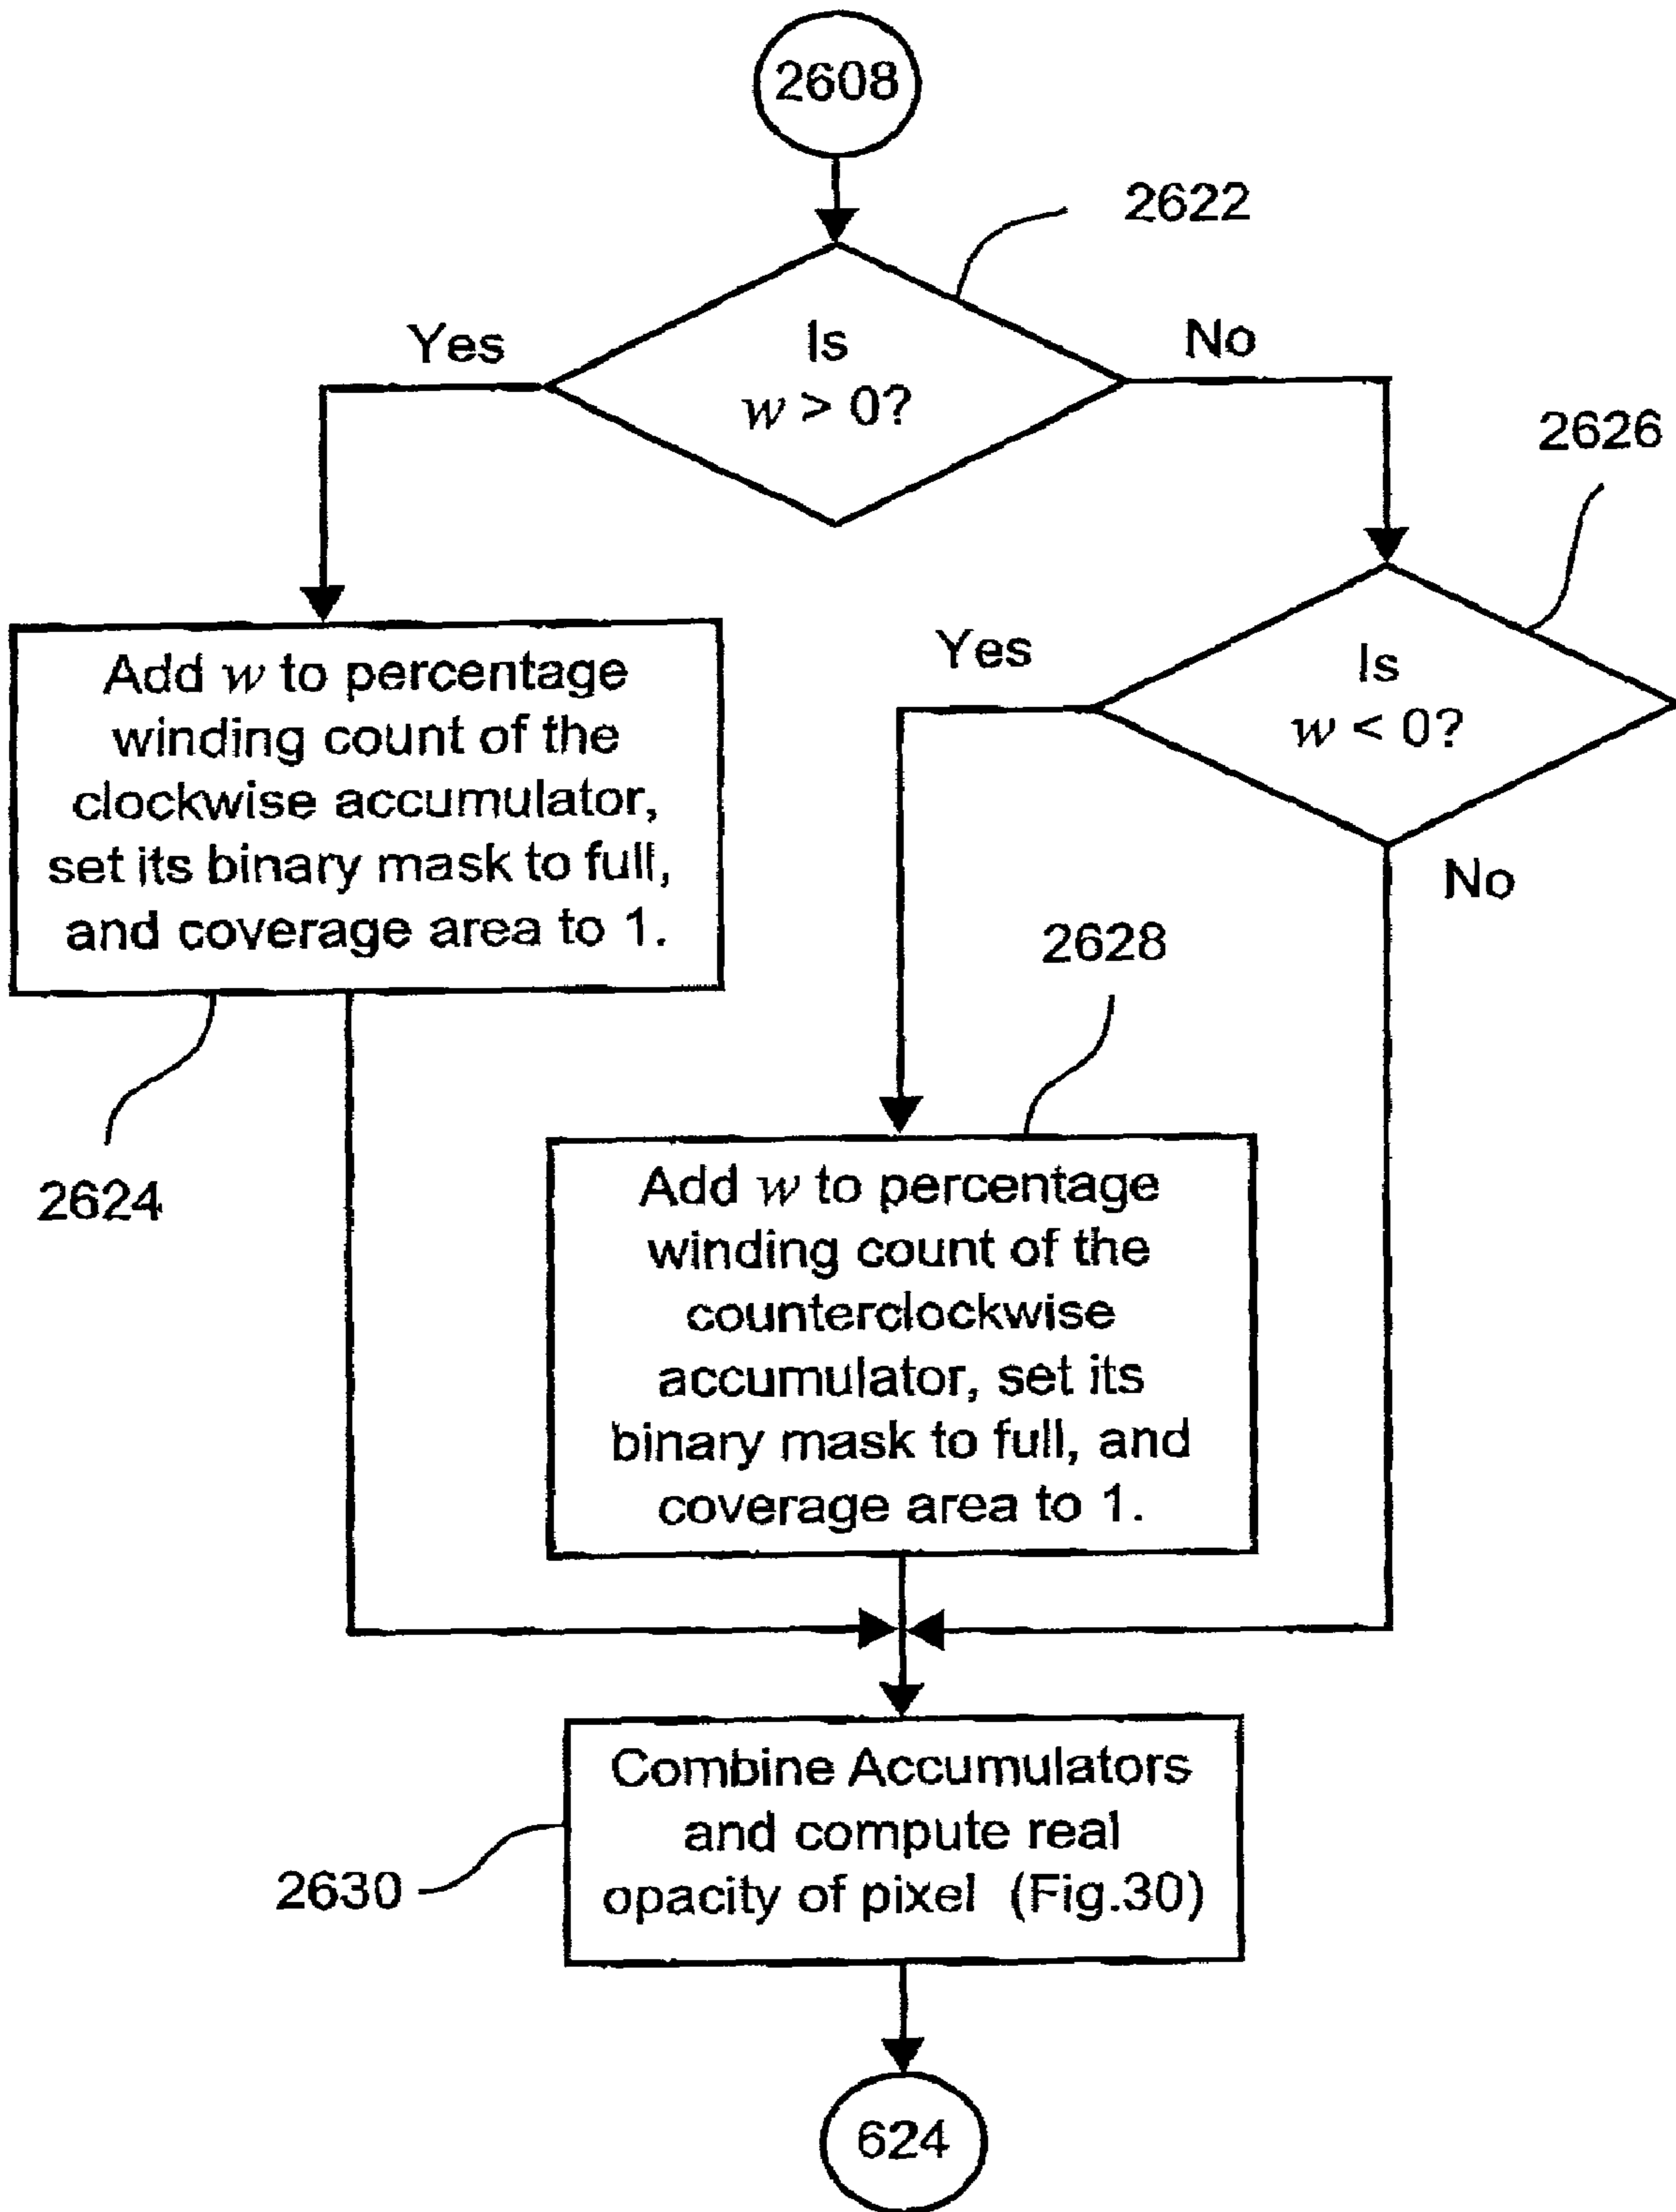 2608
2622
Is
w > 0?
Yes
No
2626
Add w to percentage
winding count of the
clockwise accumulator,
set its binary mask to full,
and coverage area to 1.
2624
Is
w < 0?
Yes
No
2628
Add w to percentage
winding count of the
counterclockwise
accumulator, set its
binary mask to full, and
coverage area to 1.
Combine Accumulators
and compute real
opacity of pixel (Fig.30)
2630
624